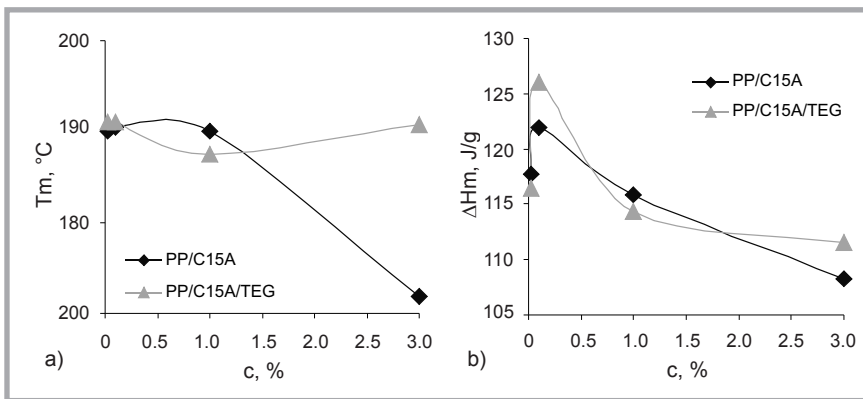 200
190
180
200
Tm, °C
PP/C15A
PP/C15A/TEG
0 0.5 1.0 1.5 2.0 2.5 3.0
a)
c, %
130
125
120
115
110
105
ΔHm, J/g
PP/C15A
PP/C15A/TEG
0 0.5 1.0 1.5 2.0 2.5 3.0
b)
c, %